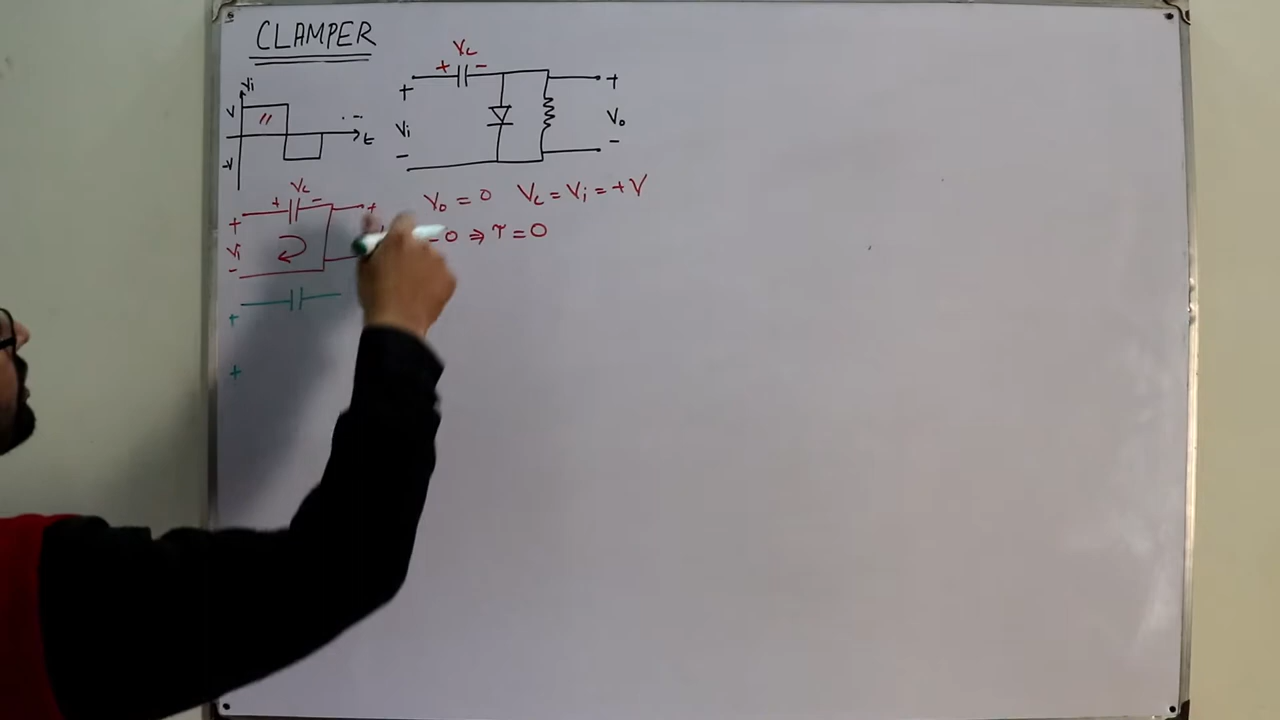 CLAMPER
Vi
V
-V
t
Vc
+ -
+ +
Vi Vo
- -
Vo = 0 Vc = Vi = +V
= 0 ⇒ τ = 0
Vc
+ -
+ +
Vi
-
+
+